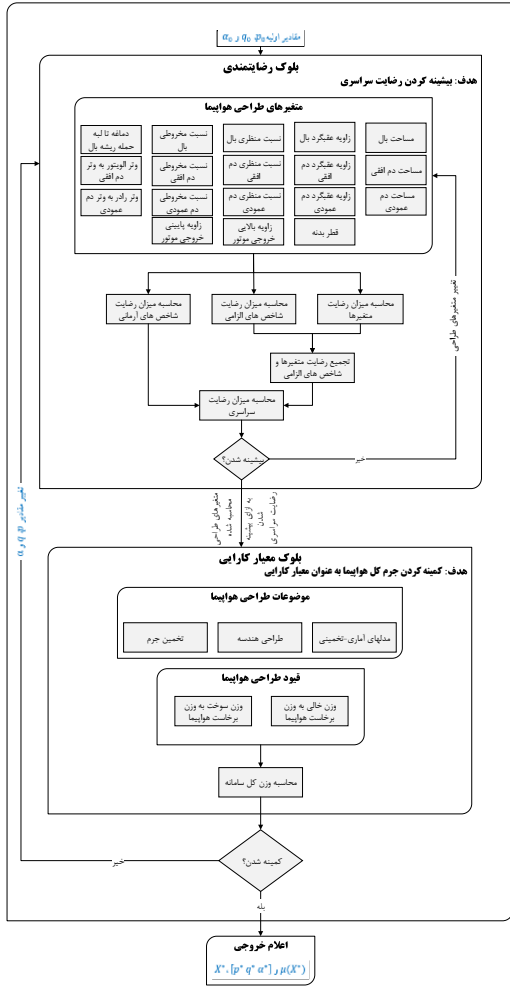 مقادیر اولیه p₀، q₀ و α₀
بلوک رضایتمندی
هدف: بیشینه کردن رضایت سراسری
متغیرهای طراحی هواپیما
مساحت بال
زاویه عقبگرد بال
نسبت منظری بال
نسبت مخروطی
بال
دماغه تا لبه
حمله ریشه بال
مساحت دم افقی
زاویه عقبگرد دم
افقی
نسبت منظری دم
افقی
نسبت مخروطی
دم افقی
وتر الویتور به وتر
دم افقی
مساحت دم
عمودی
زاویه عقبگرد دم
عمودی
نسبت منظری دم
عمودی
نسبت مخروطی
دم عمودی
وتر رادر به وتر دم
عمودی
قطر بدنه
زاویه بالایی
خروجی موتور
زاویه پایینی
خروجی موتور
محاسبه میزان رضایت
متغیرها
محاسبه میزان رضایت
شاخص های الزامی
محاسبه میزان رضایت
شاخص های آرمانی
تجمیع رضایت متغیرها و
شاخص های الزامی
محاسبه میزان رضایت
سراسری
بیشینه شدن؟
خیر
تغییر متغیرهای طراحی
متغیرهای طراحی
محاسبه شده
به ازای بیشینه
شدن
رضایت سراسری
تغییر مقادیر p، q و α
بلوک معیار کارایی
هدف: کمینه کردن جرم کل هواپیما به عنوان معیار کارایی
موضوعات طراحی هواپیما
مدلهای آماری-تخمینی
طراحی هندسه
تخمین جرم
قیود طراحی هواپیما
وزن خالی به وزن
برخاست هواپیما
وزن سوخت به وزن
برخاست هواپیما
محاسبه وزن کل سامانه
کمینه شدن؟
خیر
بله
اعلام خروجی
X*، [p* q* α*] و μ(X*)